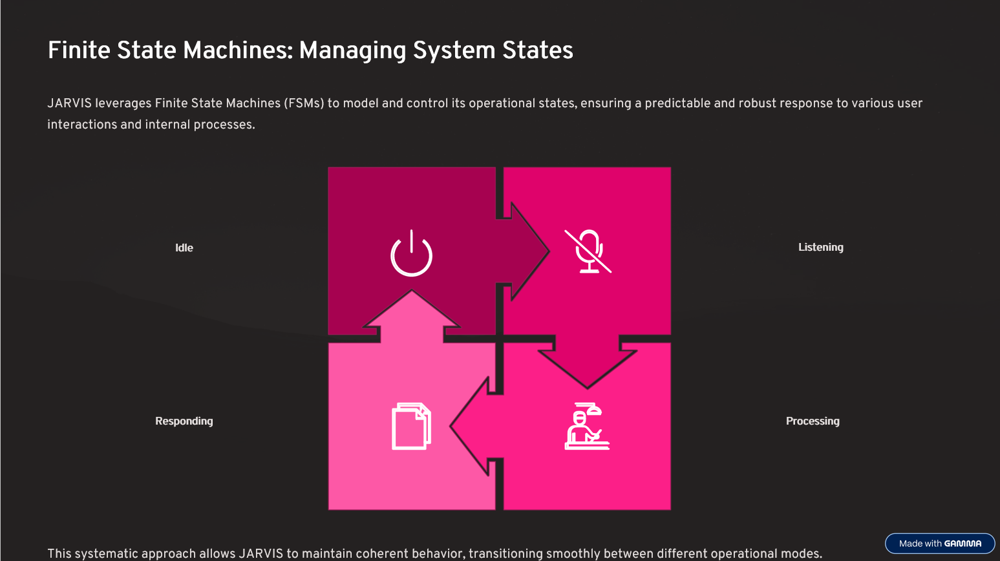 Finite State Machines: Managing System States
JARVIS leverages Finite State Machines (FSMs) to model and control its operational states, ensuring a predictable and robust response to various user
interactions and internal processes.
Idle
Listening
Responding
Processing
This systematic approach allows JARVIS to maintain coherent behavior, transitioning smoothly between different operational modes.
Made with GAMMA